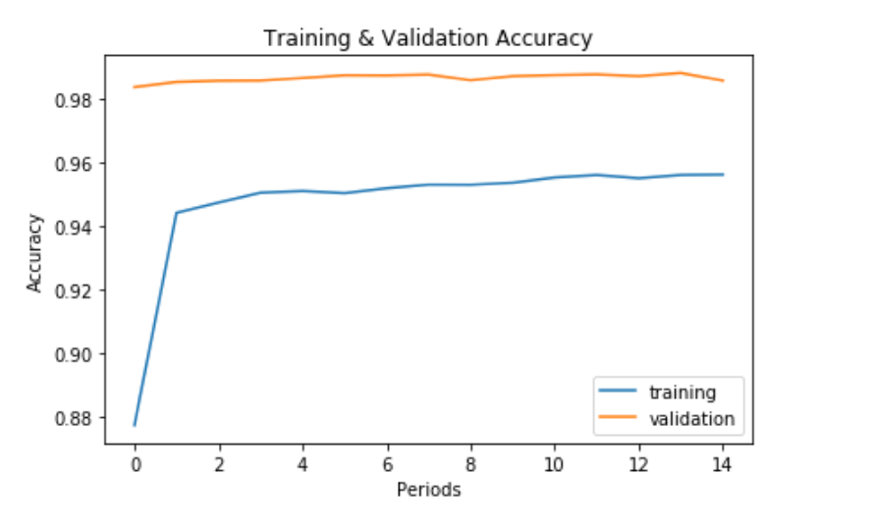 Training & Validation Accuracy
Accuracy
0.98
0.96
0.94
0.92
0.90
0.88
training
validation
0 2 4 6 8 10 12 14
Periods